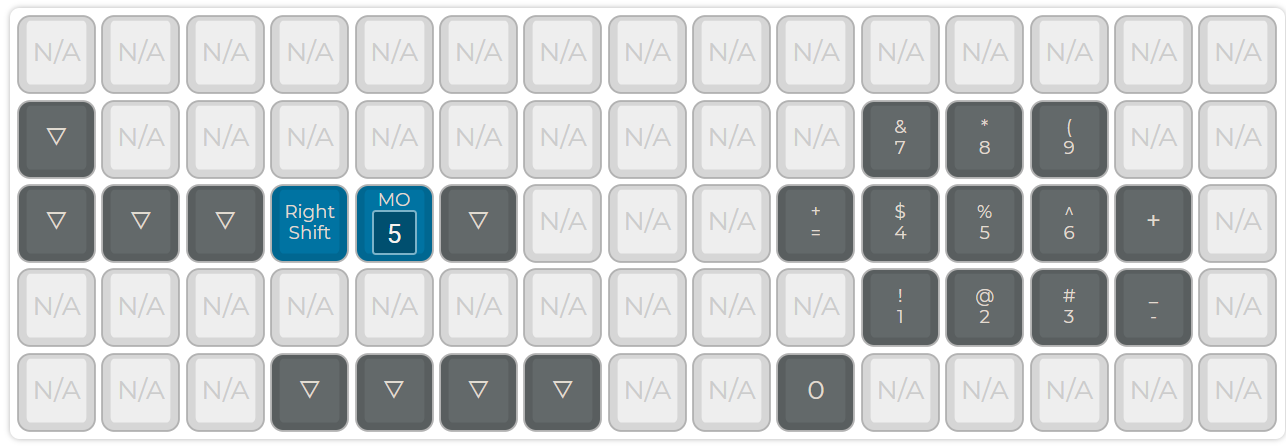 N/A N/A N/A N/A N/A N/A N/A N/A N/A N/A N/A N/A N/A N/A N/A
▽ N/A N/A N/A N/A N/A N/A N/A N/A N/A & * ( N/A N/A
7 8 9
MO
▽ ▽ ▽ Right ▽ N/A N/A N/A + $ % ^ + N/A
Shift 5 = 4 5 6
N/A N/A N/A N/A N/A N/A N/A N/A N/A N/A ! @ # _ N/A
1 2 3 -
N/A N/A N/A ▽ ▽ ▽ ▽ N/A N/A 0 N/A N/A N/A N/A N/A